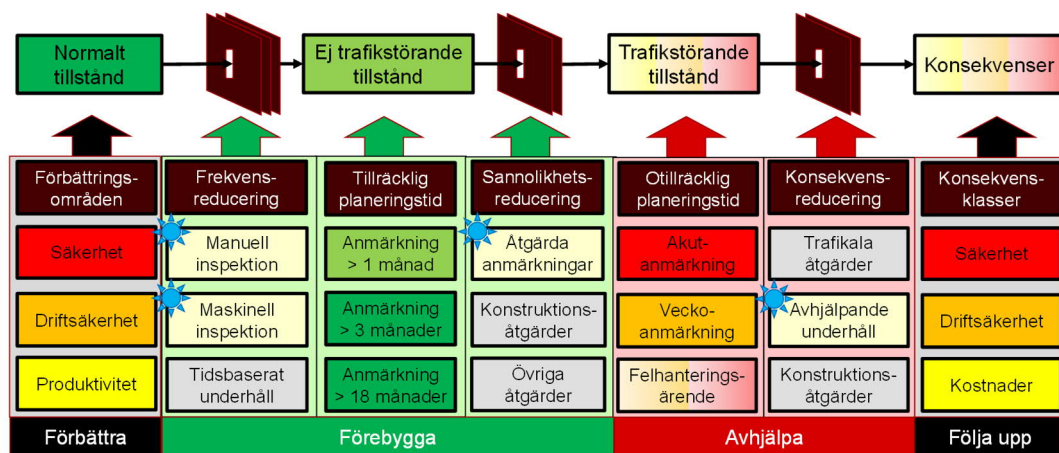 Normalt
tillstånd
Ej trafikstörande
tillstånd
Trafikstörande
tillstånd
Konsekvenser
Förbättrings-
områden
Frekvens-
reducering
Tillräcklig
planeringstid
Sannolikhets-
reducering
Otillräcklig
planeringstid
Konsekvens-
reducering
Konsekvens-
klasser
Säkerhet
Manuell
inspektion
Anmärkning
> 1 månad
Åtgärda
anmärkningar
Akut-
anmärkning
Trafikala
åtgärder
Säkerhet
Driftsäkerhet
Maskinell
inspektion
Anmärkning
> 3 månader
Konstruktions-
åtgärder
Vecko-
anmärkning
Avhjälpande
underhåll
Driftsäkerhet
Produktivitet
Tidsbaserat
underhåll
Anmärkning
> 18 månader
Övriga
åtgärder
Felhanterings-
ärende
Konstruktions-
åtgärder
Kostnader
Förbättra
Förebygga
Avhjälpa
Följa upp